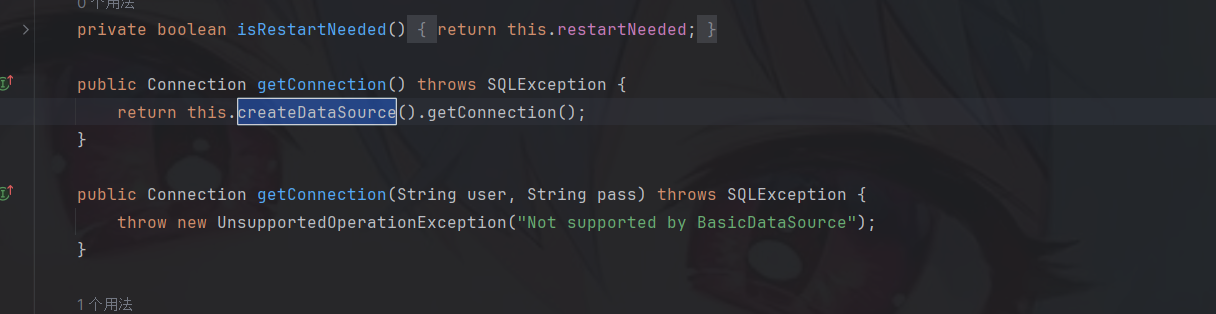 0 个用法
private boolean isRestartNeeded() { return this.restartNeeded; }
public Connection getConnection() throws SQLException {
return this.createDataSource().getConnection();
}
public Connection getConnection(String user, String pass) throws SQLException {
throw new UnsupportedOperationException("Not supported by BasicDataSource");
}
1 个用法